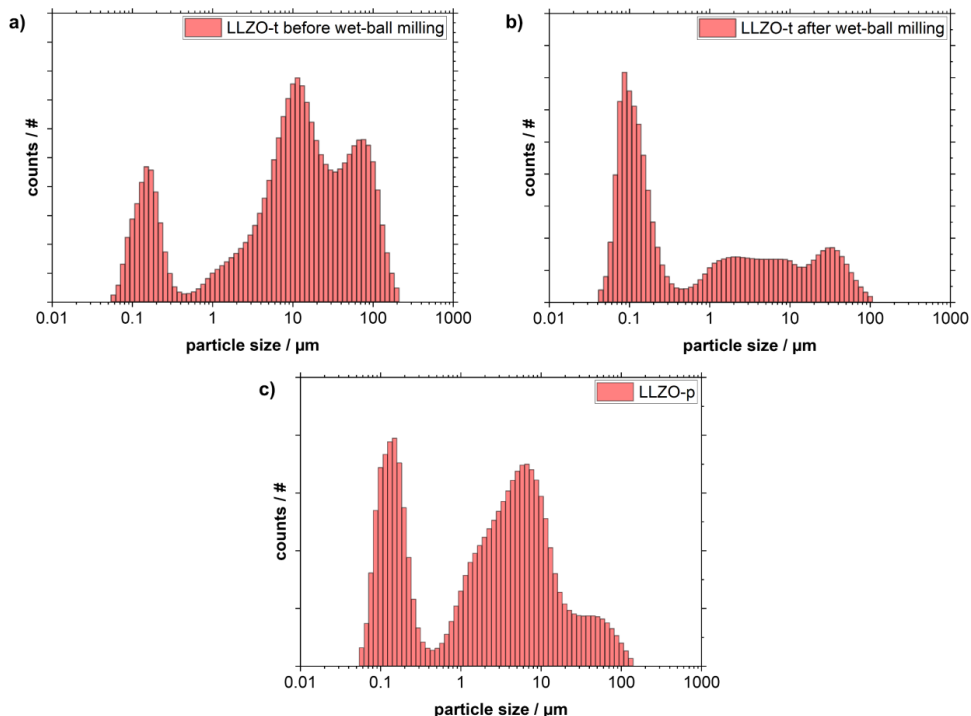 a)
LLZO-t before wet-ball milling
counts / #
0.01 0.1 1 10 100 1000
particle size / µm
b)
LLZO-t after wet-ball milling
counts / #
0.01 0.1 1 10 100 1000
particle size / µm
c)
LLZO-p
counts / #
0.01 0.1 1 10 100 1000
particle size / µm